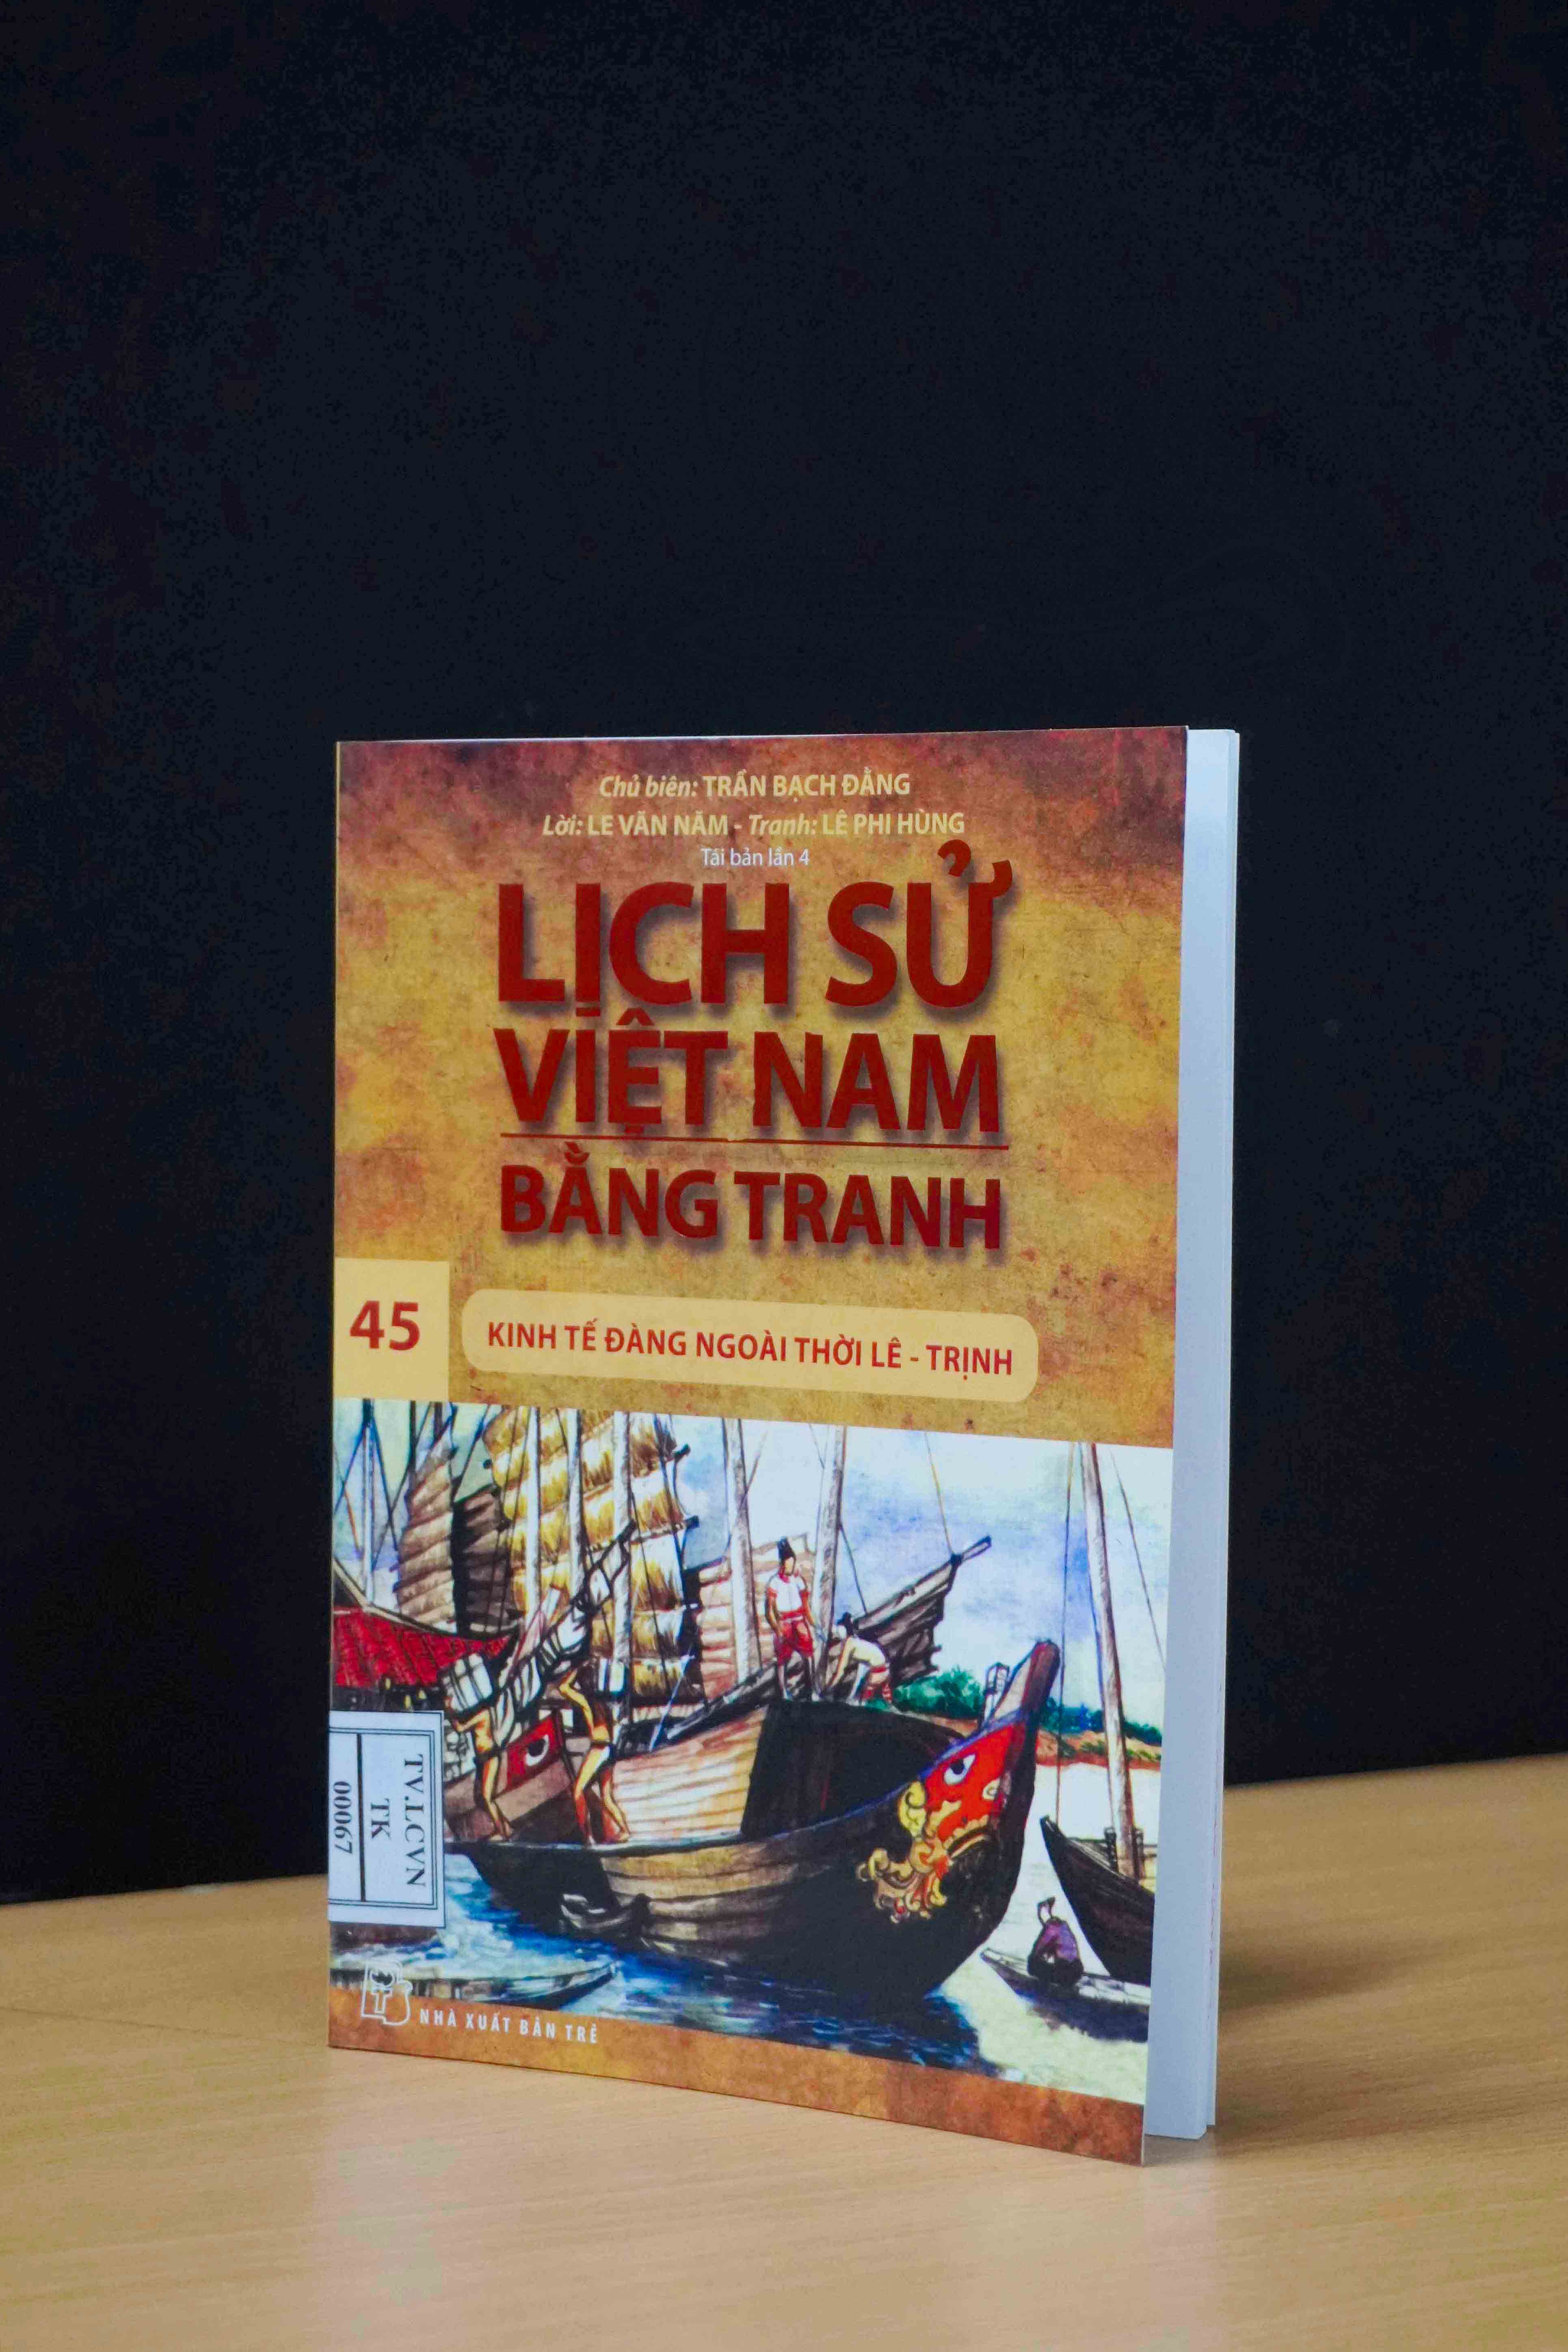 Chủ biên: TRẦN BẠCH ĐẰNG
Lời: LE VĂN NĂM - Tranh: LÊ PHI HÙNG
Tái bản lần 4
LỊCH SỬ
VIỆT NAM
BẰNG TRANH
45
KINH TẾ ĐÀNG NGOÀI THỜI LÊ - TRỊNH
TV.LCVN
TK
00067
NHÀ XUẤT BẢN TRẺ